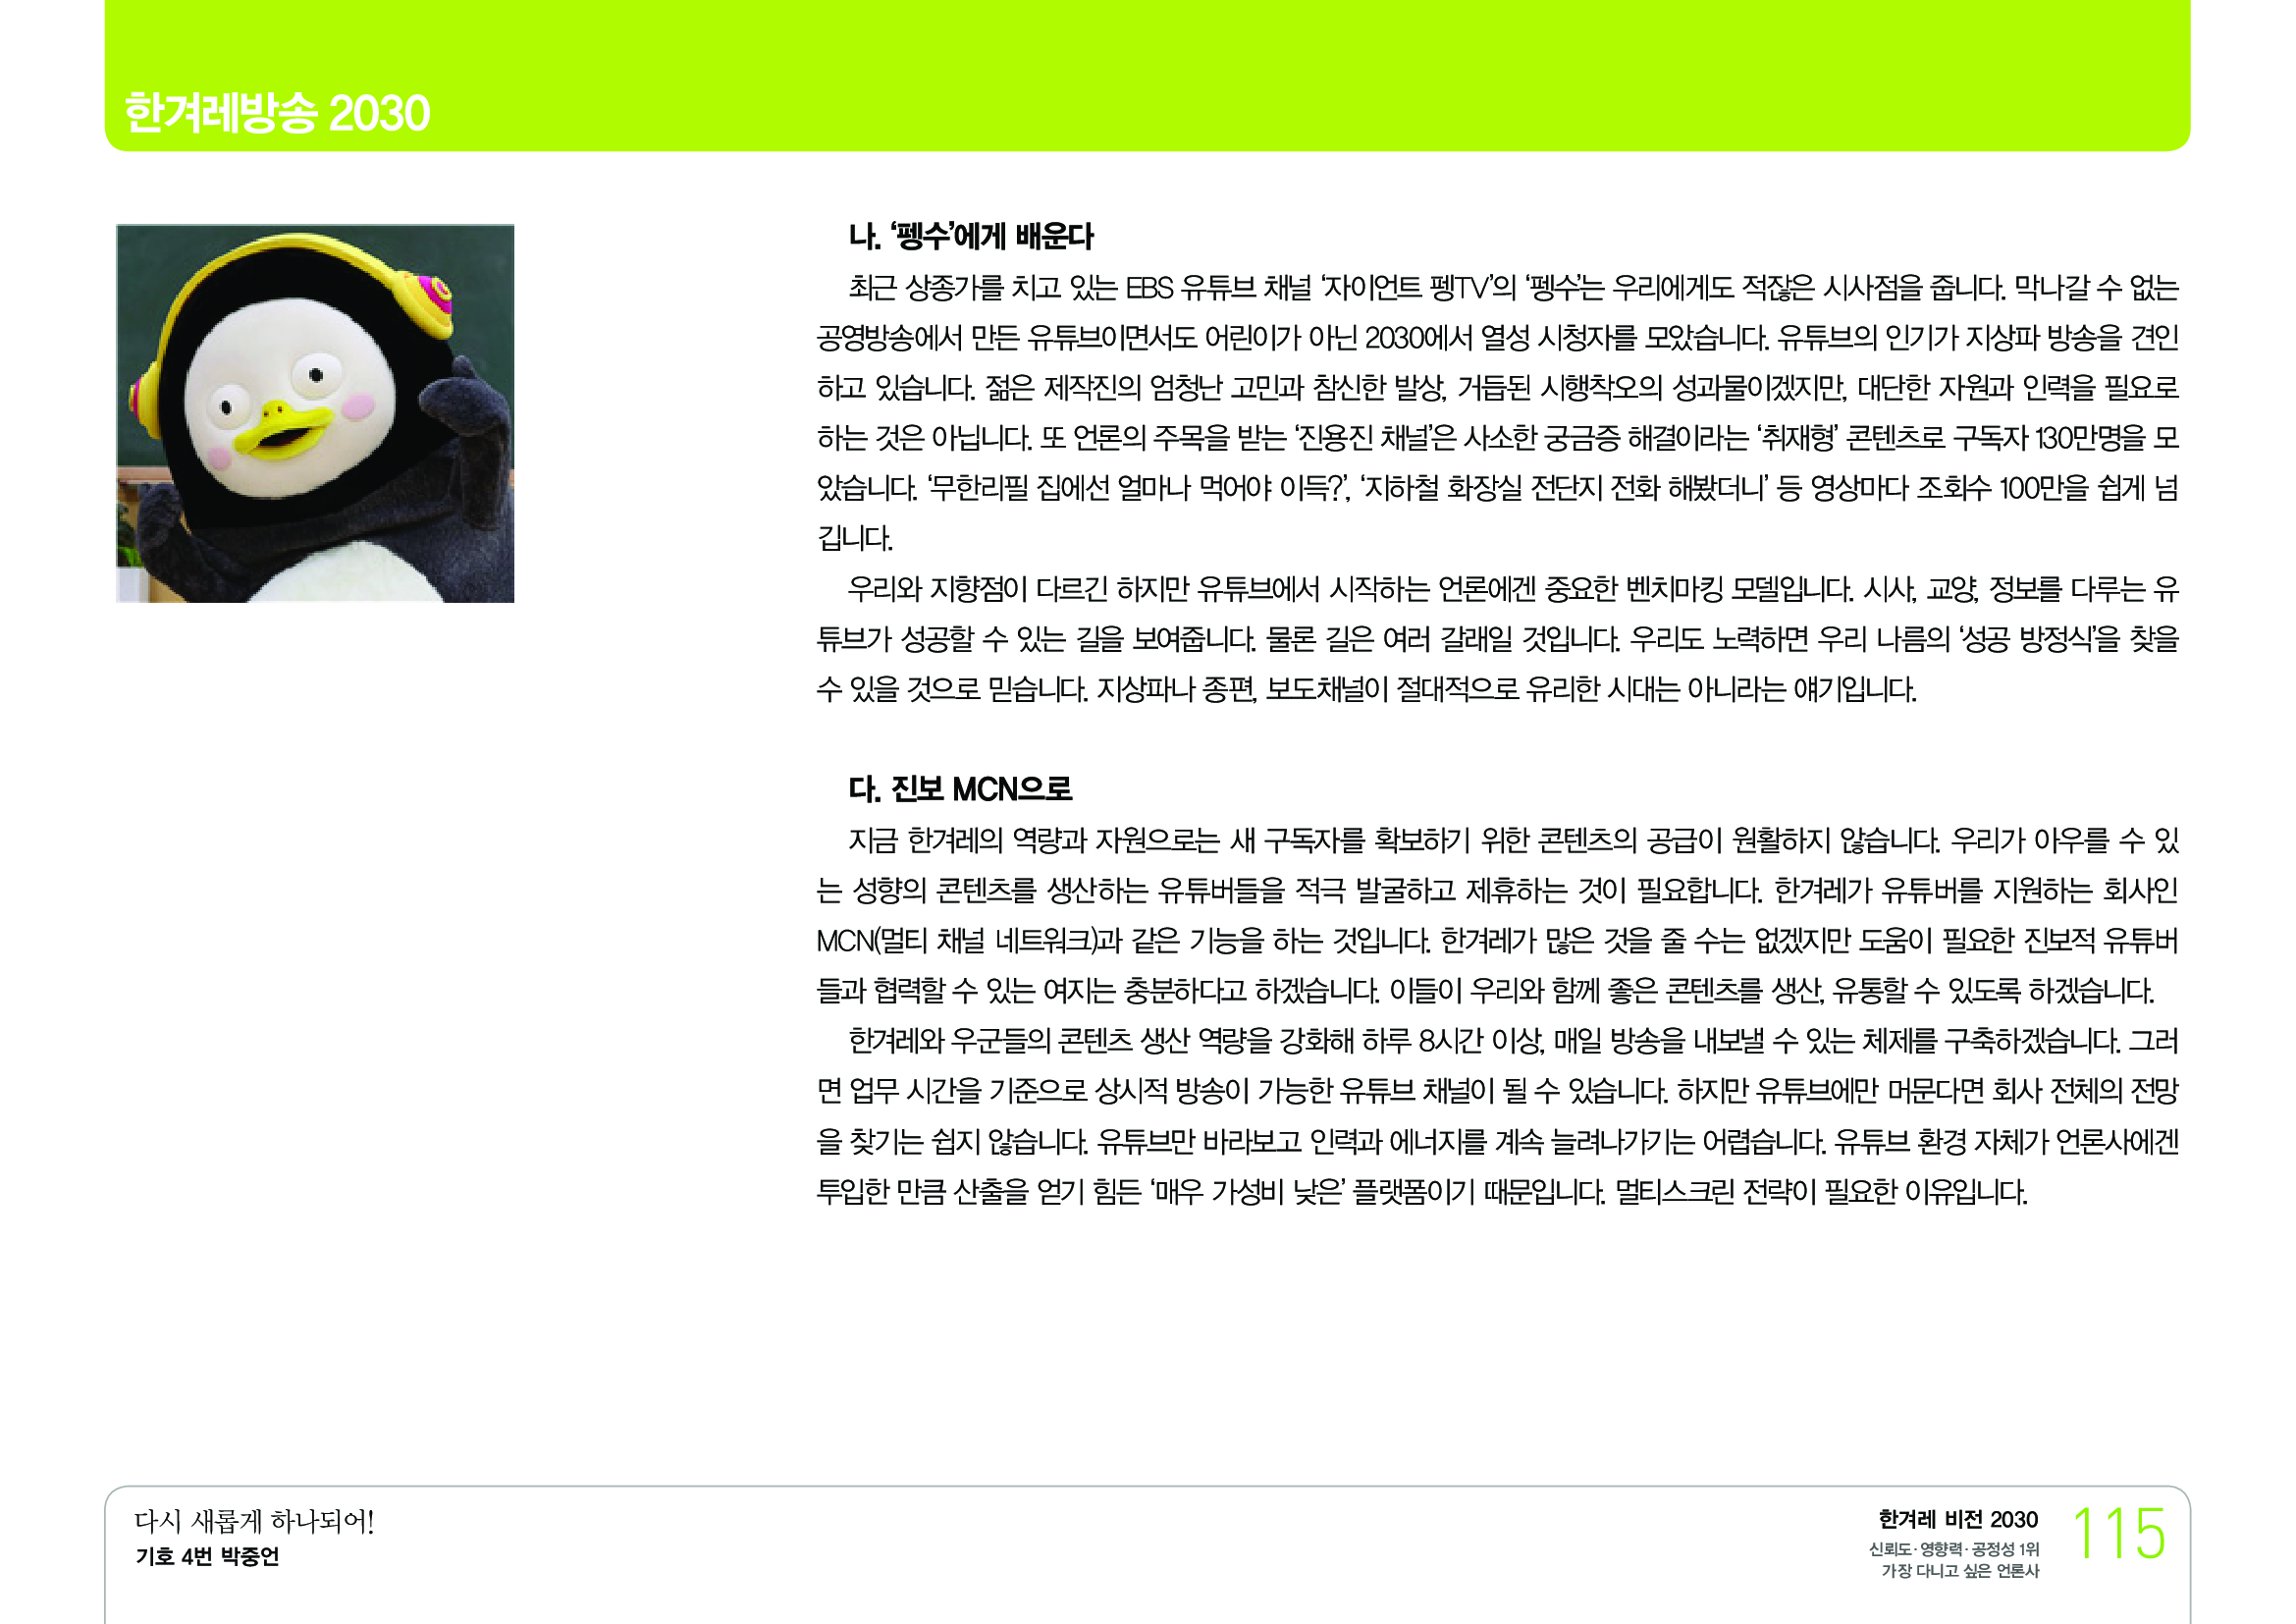 한겨레방송 2030
나. ‘펭수’에게 배운다
최근 상종가를 치고 있는 EBS 유튜브 채널 ‘자이언트 펭TV’의 ‘펭수’는 우리에게도 적잖은 시사점을 줍니다. 막나갈 수 없는
공영방송에서 만든 유튜브이면서도 어린이가 아닌 2030에서 열성 시청자를 모았습니다. 유튜브의 인기가 지상파 방송을 견인
하고 있습니다. 젊은 제작진의 엄청난 고민과 참신한 발상, 거듭된 시행착오의 성과물이겠지만, 대단한 자원과 인력을 필요로
하는 것은 아닙니다. 또 언론의 주목을 받는 ‘진용진 채널’은 사소한 궁금증 해결이라는 ‘취재형’ 콘텐츠로 구독자 130만명을 모
았습니다. ‘무한리필 집에선 얼마나 먹어야 이득?’, ‘지하철 화장실 전단지 전화 해봤더니’ 등 영상마다 조회수 100만을 쉽게 넘
깁니다.
우리와 지향점이 다르긴 하지만 유튜브에서 시작하는 언론에겐 중요한 벤치마킹 모델입니다. 시사, 교양, 정보를 다루는 유
튜브가 성공할 수 있는 길을 보여줍니다. 물론 길은 여러 갈래일 것입니다. 우리도 노력하면 우리 나름의 ‘성공 방정식’을 찾을
수 있을 것으로 믿습니다. 지상파나 종편, 보도채널이 절대적으로 유리한 시대는 아니라는 얘기입니다.
다. 진보 MCN으로
지금 한겨레의 역량과 자원으로는 새 구독자를 확보하기 위한 콘텐츠의 공급이 원활하지 않습니다. 우리가 아우를 수 있
는 성향의 콘텐츠를 생산하는 유튜버들을 적극 발굴하고 제휴하는 것이 필요합니다. 한겨레가 유튜버를 지원하는 회사인
MCN(멀티 채널 네트워크)과 같은 기능을 하는 것입니다. 한겨레가 많은 것을 줄 수는 없겠지만 도움이 필요한 진보적 유튜버
들과 협력할 수 있는 여지는 충분하다고 하겠습니다. 이들이 우리와 함께 좋은 콘텐츠를 생산, 유통할 수 있도록 하겠습니다.
한겨레와 우군들의 콘텐츠 생산 역량을 강화해 하루 8시간 이상, 매일 방송을 내보낼 수 있는 체제를 구축하겠습니다. 그러
면 업무 시간을 기준으로 상시적 방송이 가능한 유튜브 채널이 될 수 있습니다. 하지만 유튜브에만 머문다면 회사 전체의 전망
을 찾기는 쉽지 않습니다. 유튜브만 바라보고 인력과 에너지를 계속 늘려나가기는 어렵습니다. 유튜브 환경 자체가 언론사에겐
투입한 만큼 산출을 얻기 힘든 ‘매우 가성비 낮은’ 플랫폼이기 때문입니다. 멀티스크린 전략이 필요한 이유입니다.
다시 새롭게 하나되어!
기호 4번 박중언
한겨레 비전 2030
신뢰도·영향력·공정성 1위
가장 다니고 싶은 언론사
115